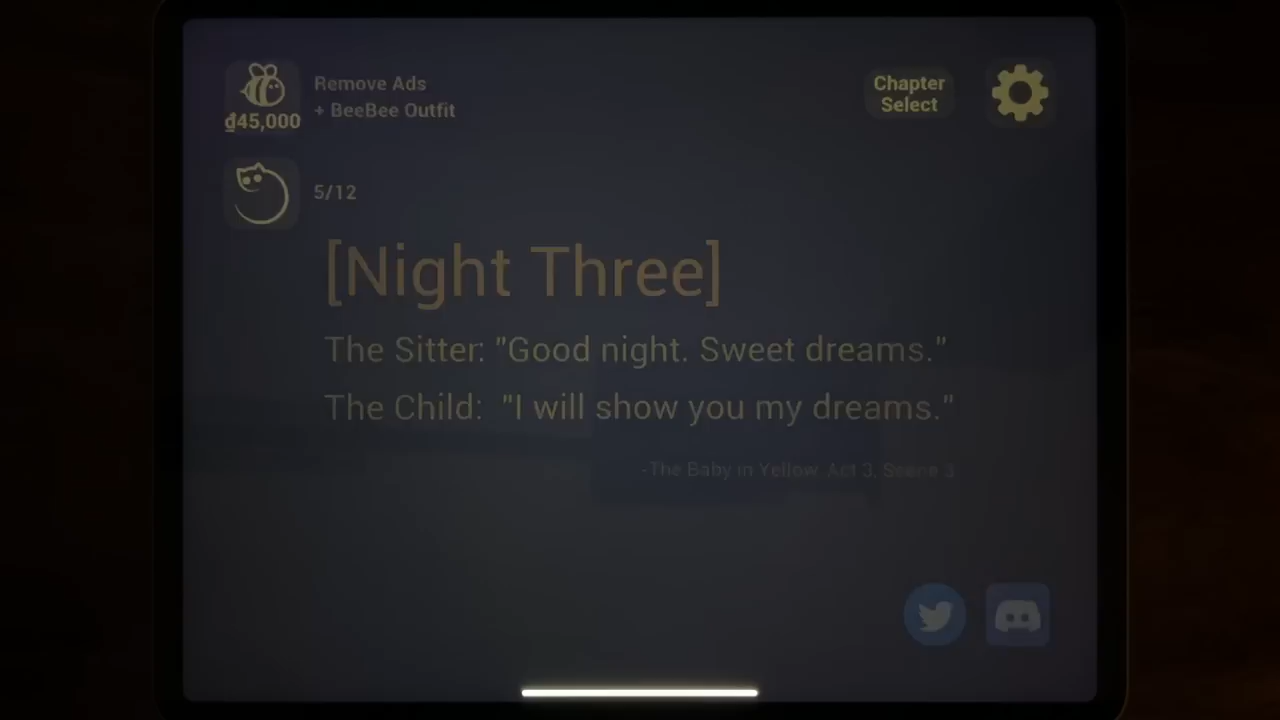 Remove Ads
+ BeeBee Outfit
₫45,000
Chapter
Select
5/12
[Night Three]
The Sitter: "Good night. Sweet dreams."
The Child: "I will show you my dreams."
-The Baby in Yellow, Act 3, Scene 3